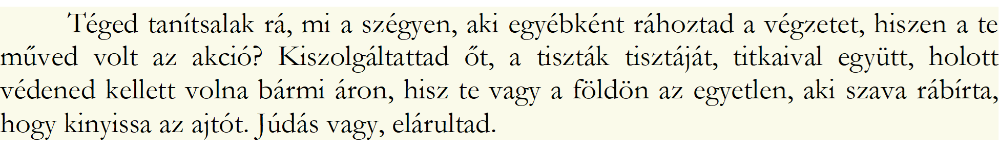 Téged tanítsalak rá, mi a szégyen, aki egyébként ráhoztad a végzetet, hiszen a te
műved volt az akció? Kiszolgáltattad őt, a tiszták tisztáját, titkaival együtt, holott
védened kellett volna bármi áron, hisz te vagy a földön az egyetlen, aki szava rábírta,
hogy kinyissa az ajtót. Júdás vagy, elárultad.